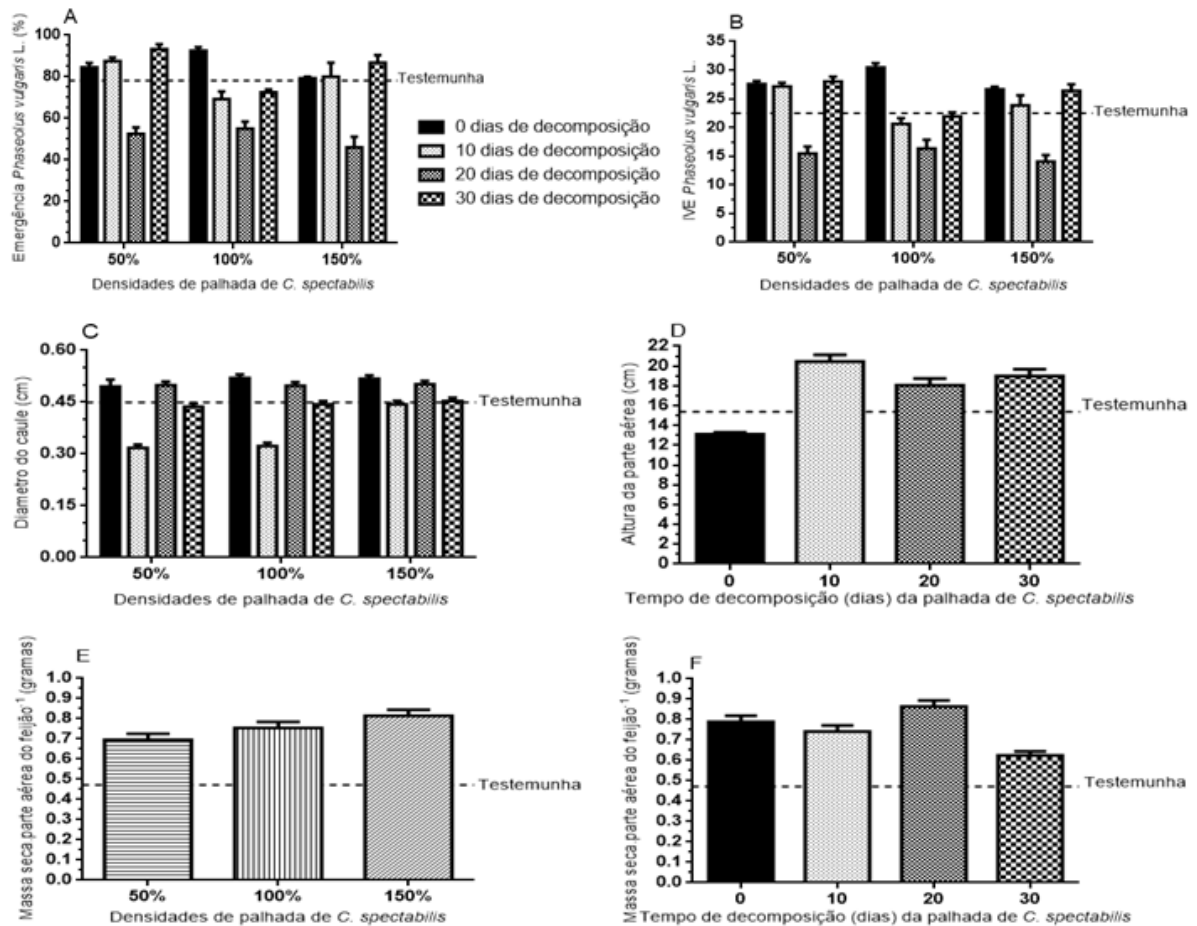 A
Emergência Phaseolus vulgaris L. (%)
100
80
60
40
20
0
Testemunha
50%
100%
150%
Densidades de palhada de C. spectabilis
0 dias de decomposição
10 dias de decomposição
20 dias de decomposição
30 dias de decomposição
B
IVE Phaseolus vulgaris L.
35
30
25
20
15
10
5
0
Testemunha
50%
100%
150%
Densidades de palhada de C. spectabilis
C
Diametro do caule (cm)
0.60
0.45
0.30
0.15
0.00
Testemunha
50%
100%
150%
Densidades de palhada de C. spectabilis
D
Altura da parte aérea (cm)
22
20
18
16
14
12
10
8
6
4
2
0
Testemunha
0
10
20
30
Tempo de decomposição (dias) da palhada de C. spectabilis
E
Massa seca parte aérea do feijão⁻¹ (gramas)
1.0
0.9
0.8
0.7
0.6
0.5
0.4
0.3
0.2
0.1
0.0
Testemunha
50%
100%
150%
Densidades de palhada de C. spectabilis
F
Massa seca parte aérea do feijão⁻¹ (gramas)
1.0
0.9
0.8
0.7
0.6
0.5
0.4
0.3
0.2
0.1
0.0
Testemunha
0
10
20
30
Tempo de decomposição (dias) da palhada de C. spectabilis